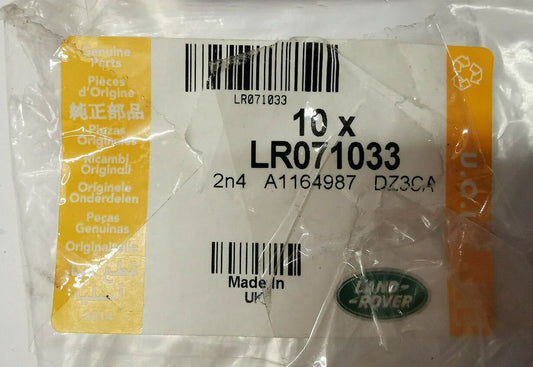 Genuine
Parts
Pièces
d'Origine
純正部品
Piezas
Originales
Ricambi
Originali
Originele
Onderdelen
Peças
Genuinas
LR071033
10 x
LR071033
2n4 A1164987 DZ3CA
Made In
UK
LAND-
-ROVER